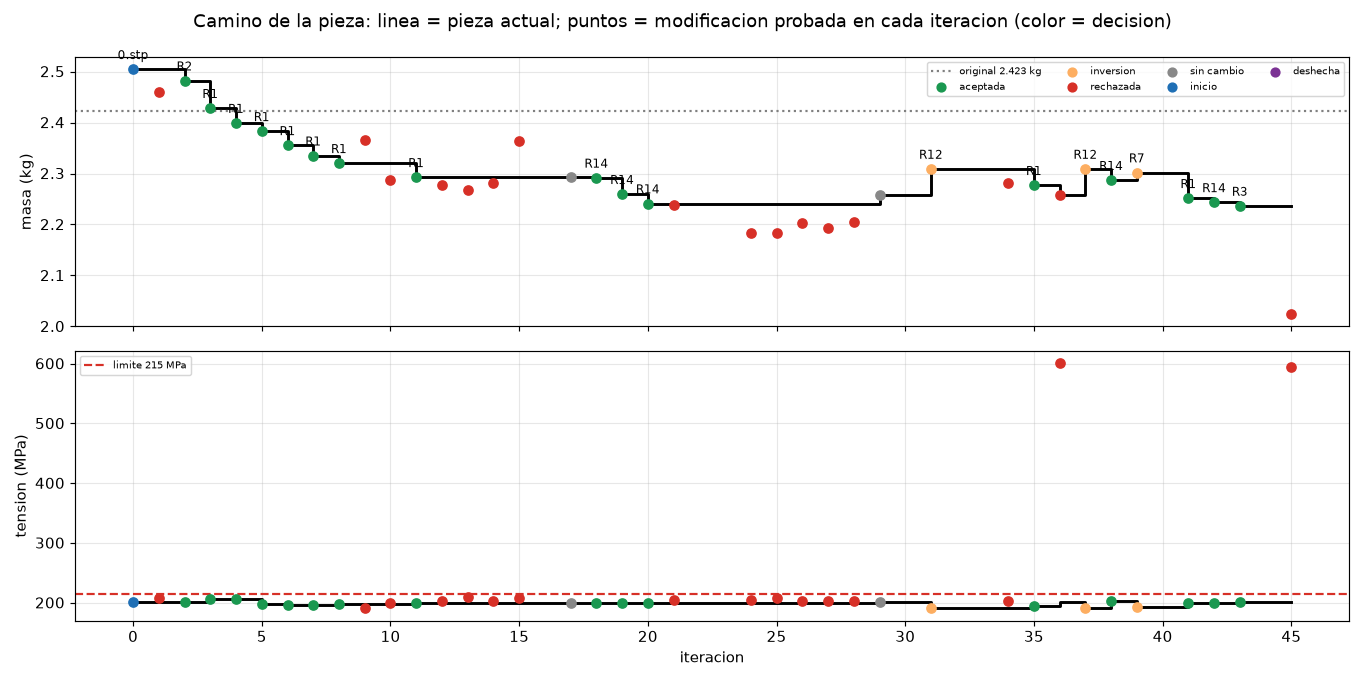 Camino de la pieza: linea = pieza actual; puntos = modificacion probada en cada iteracion (color = decision)
masa (kg)
2.5
2.4
2.3
2.2
2.1
2.0
original 2.423 kg
aceptada
inversion
rechazada
sin cambio
inicio
deshecha
0.stp
R2
R1
R1
R1
R1
R1
R1
R1
R14
R14
R14
R12
R1
R12
R14
R7
R1
R14
R3
tension (MPa)
600
500
400
300
200
limite 215 MPa
0
5
10
15
20
25
30
35
40
45
iteracion